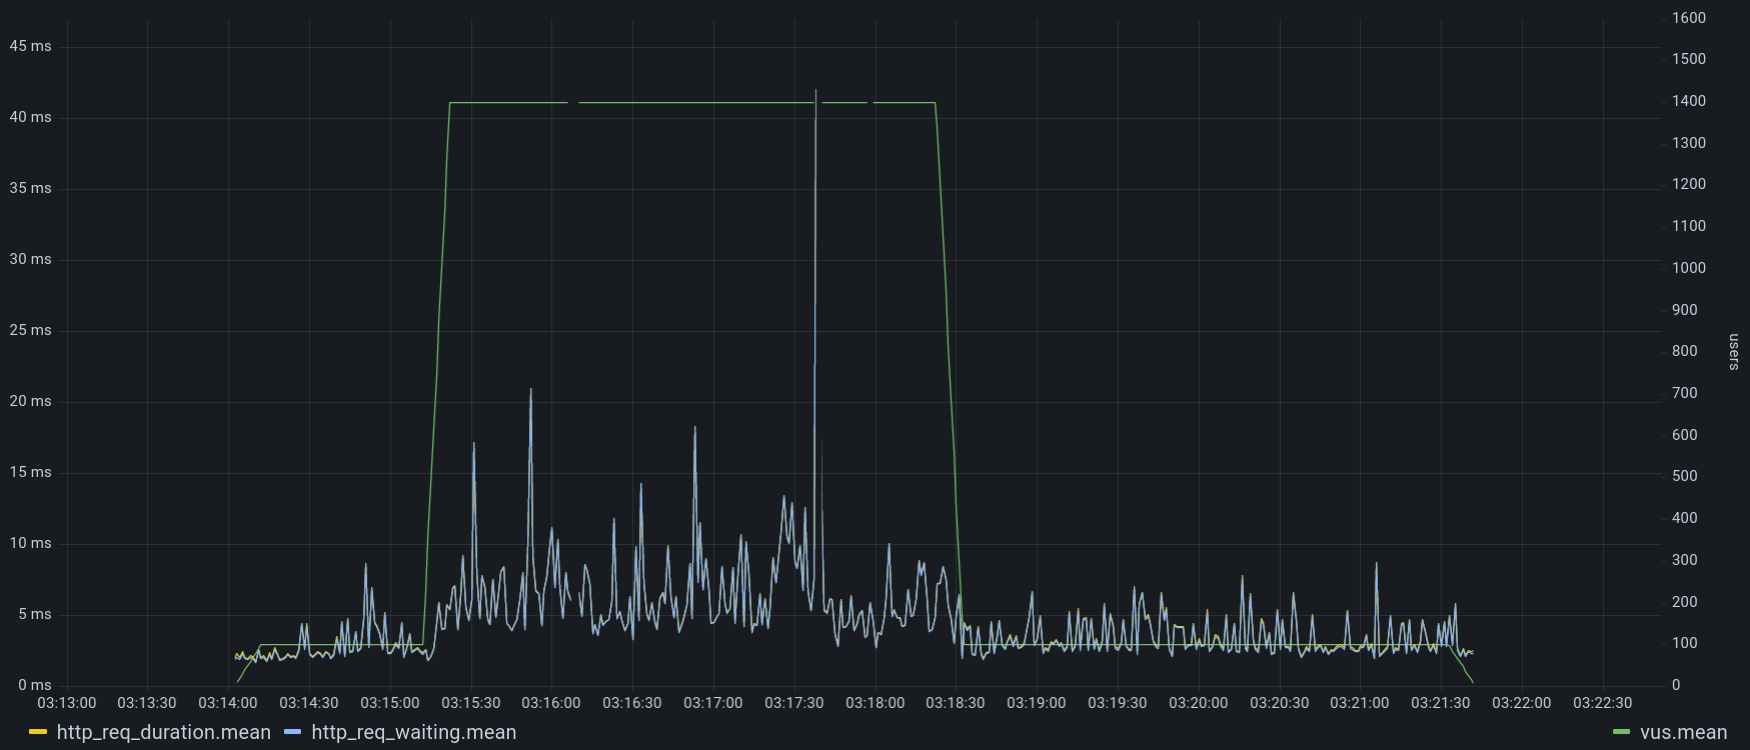 45 ms
40 ms
35 ms
30 ms
25 ms
20 ms
15 ms
10 ms
5 ms
0 ms
1600
1500
1400
1300
1200
1100
1000
900
800
700
600
500
400
300
200
100
0
users
03:13:00 03:13:30 03:14:00 03:14:30 03:15:00 03:15:30 03:16:00 03:16:30 03:17:00 03:17:30 03:18:00 03:18:30 03:19:00 03:19:30 03:20:00 03:20:30 03:21:00 03:21:30 03:22:00 03:22:30
http_req_duration.mean http_req_waiting.mean vus.mean